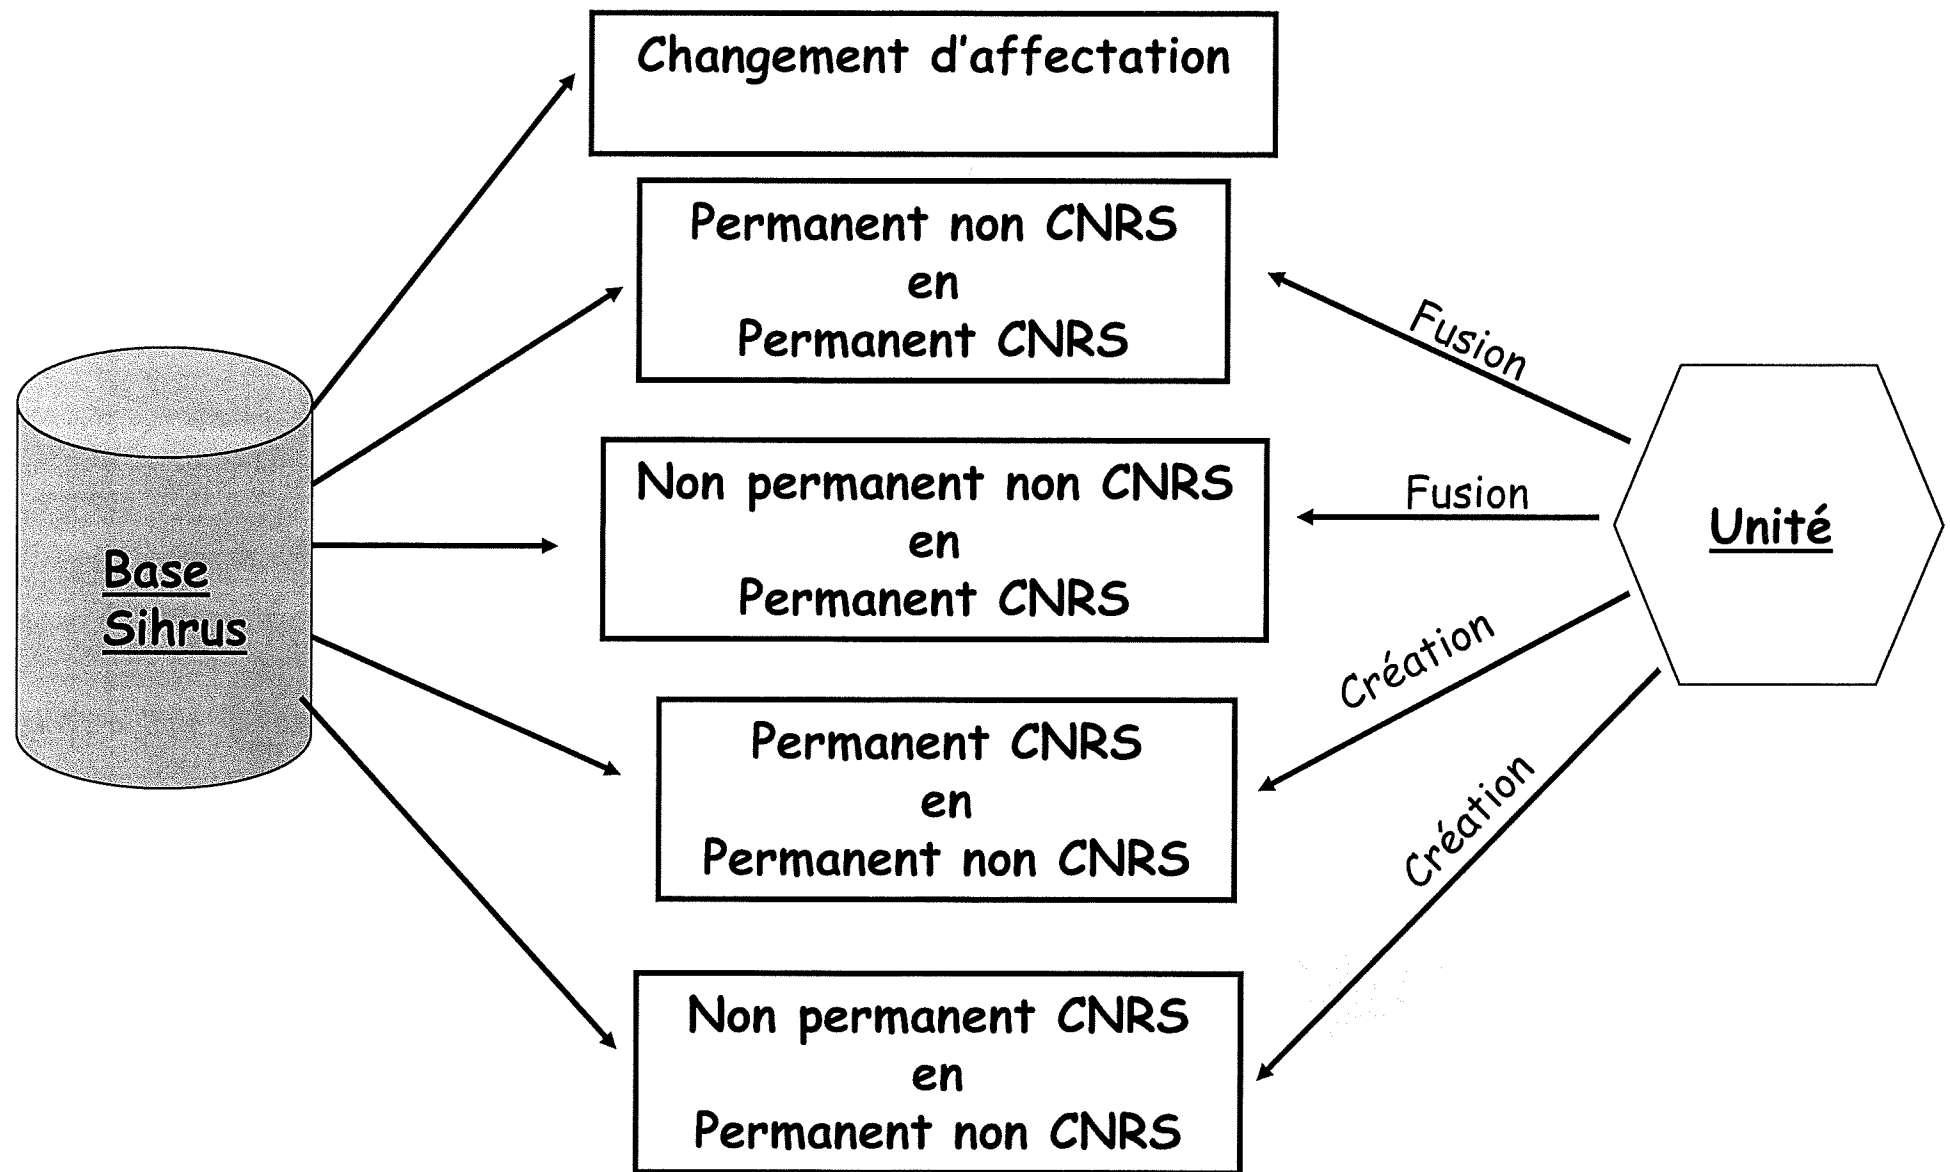 Changement d'affectation
Permanent non CNRS
en
Permanent CNRS
Fusion
Non permanent non CNRS
en
Permanent CNRS
Fusion
Unité
Base
Sihrus
Création
Permanent CNRS
en
Permanent non CNRS
Création
Non permanent CNRS
en
Permanent non CNRS